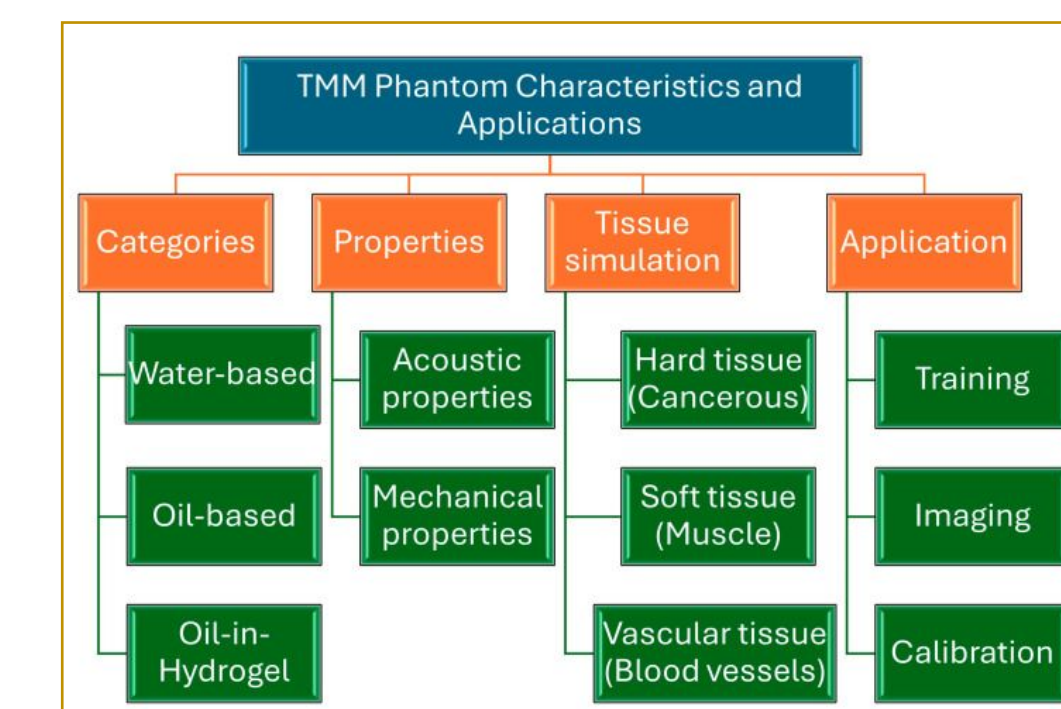 TMM Phantom Characteristics and
Applications
Categories
Water-based
Oil-based
Oil-in-
Hydrogel
Properties
Acoustic
properties
Mechanical
properties
Tissue
simulation
Hard tissue
(Cancerous)
Soft tissue
(Muscle)
Vascular tissue
(Blood vessels)
Application
Training
Imaging
Calibration